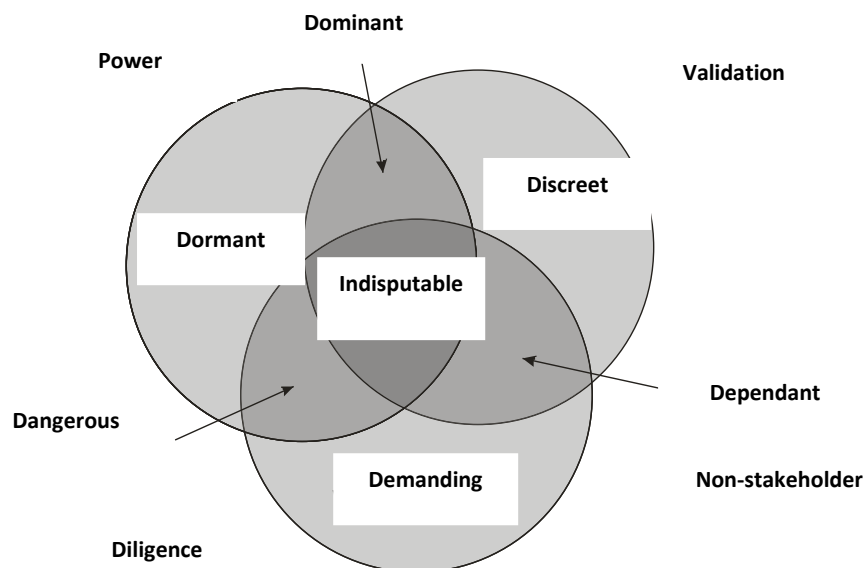 Dominant
Power
Validation
Discreet
Dormant
Indisputable
Dependant
Dangerous
Demanding
Non-stakeholder
Diligence